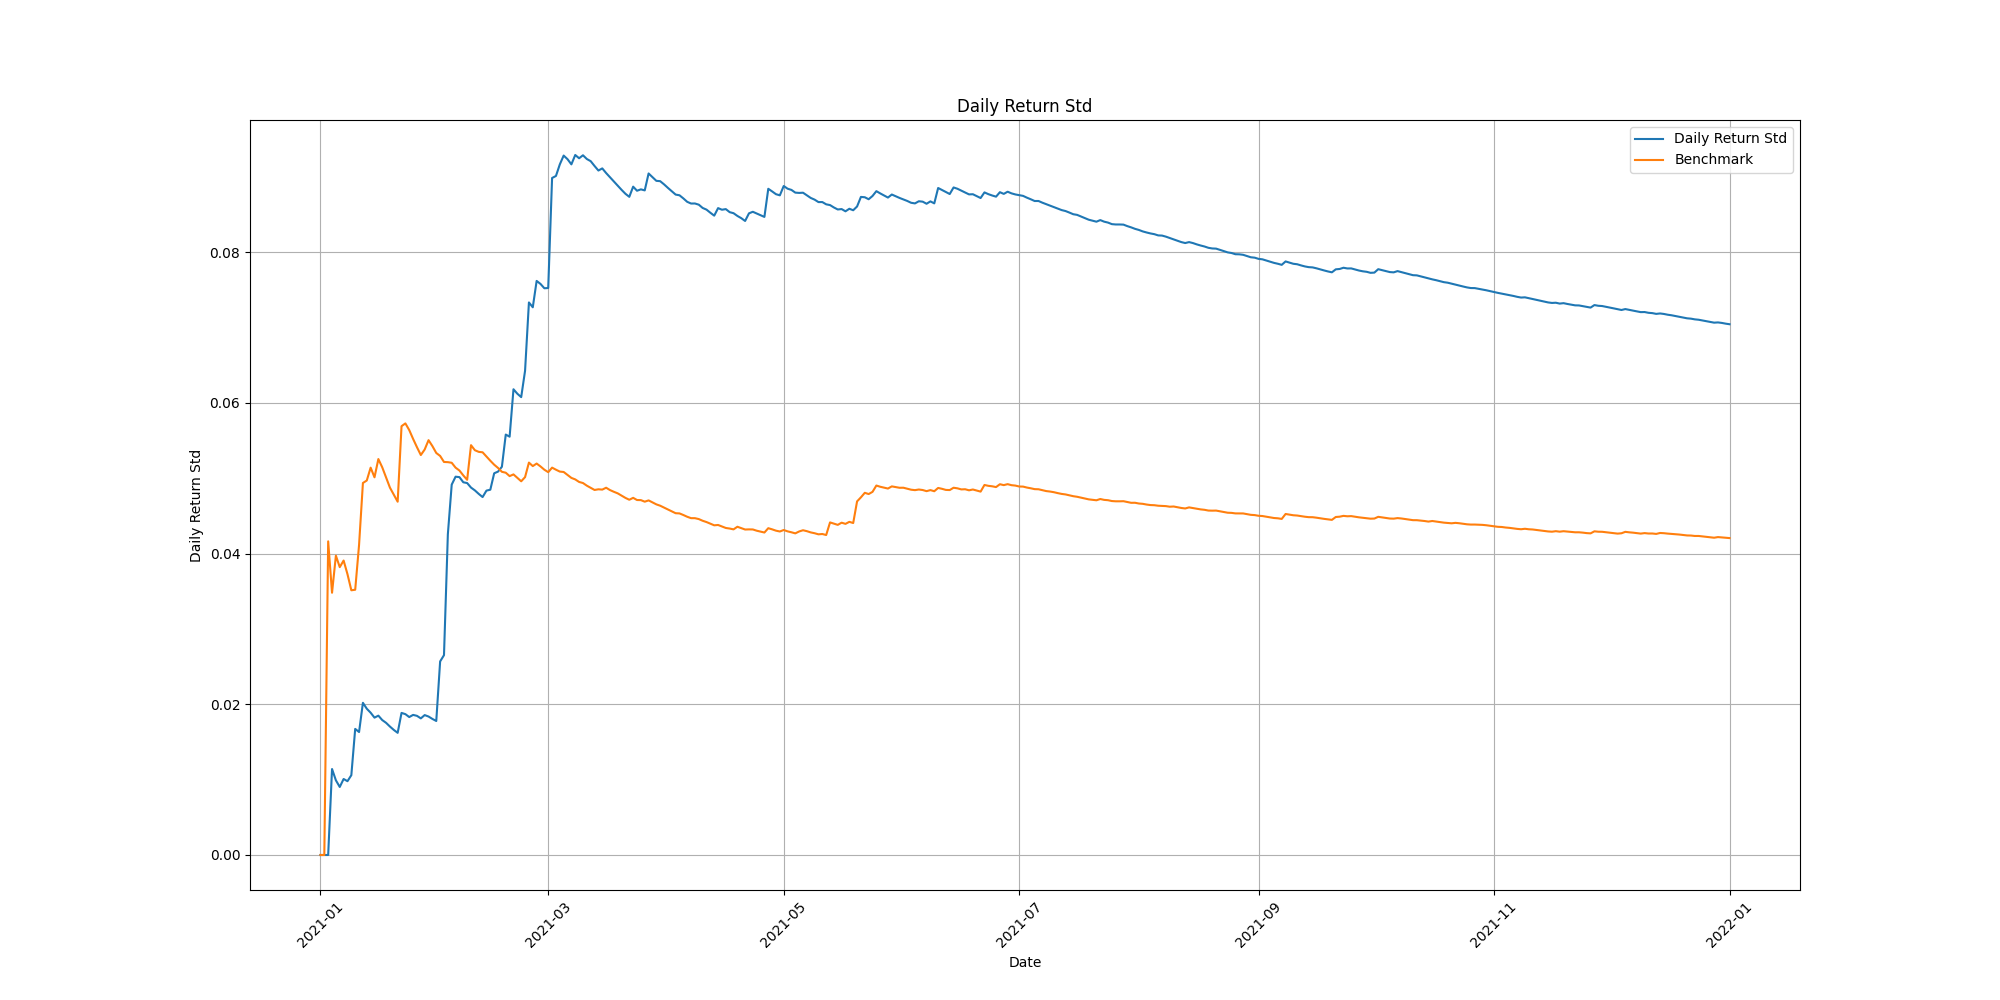 Daily Return Std
Daily Return Std
Benchmark
Daily Return Std
0.08
0.06
0.04
0.02
0.00
2021-01
2021-03
2021-05
2021-07
2021-09
2021-11
2022-01
Date